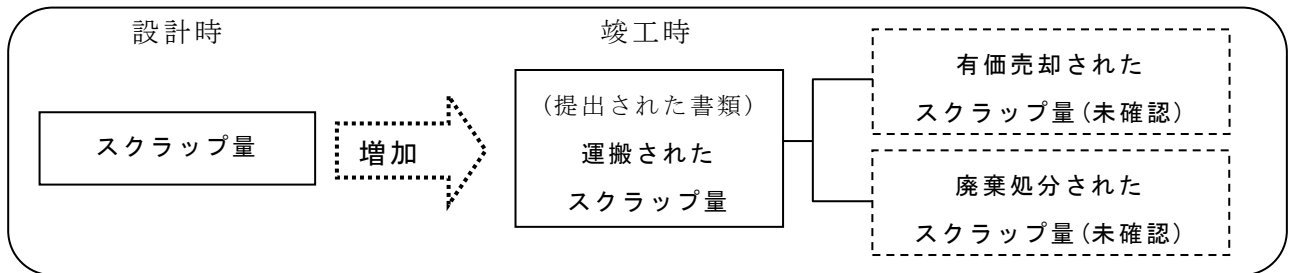 設計時
竣工時
スクラップ量
増加
(提出された書類)
運搬された
スクラップ量
有価売却された
スクラップ量(未確認)
廃棄処分された
スクラップ量(未確認)